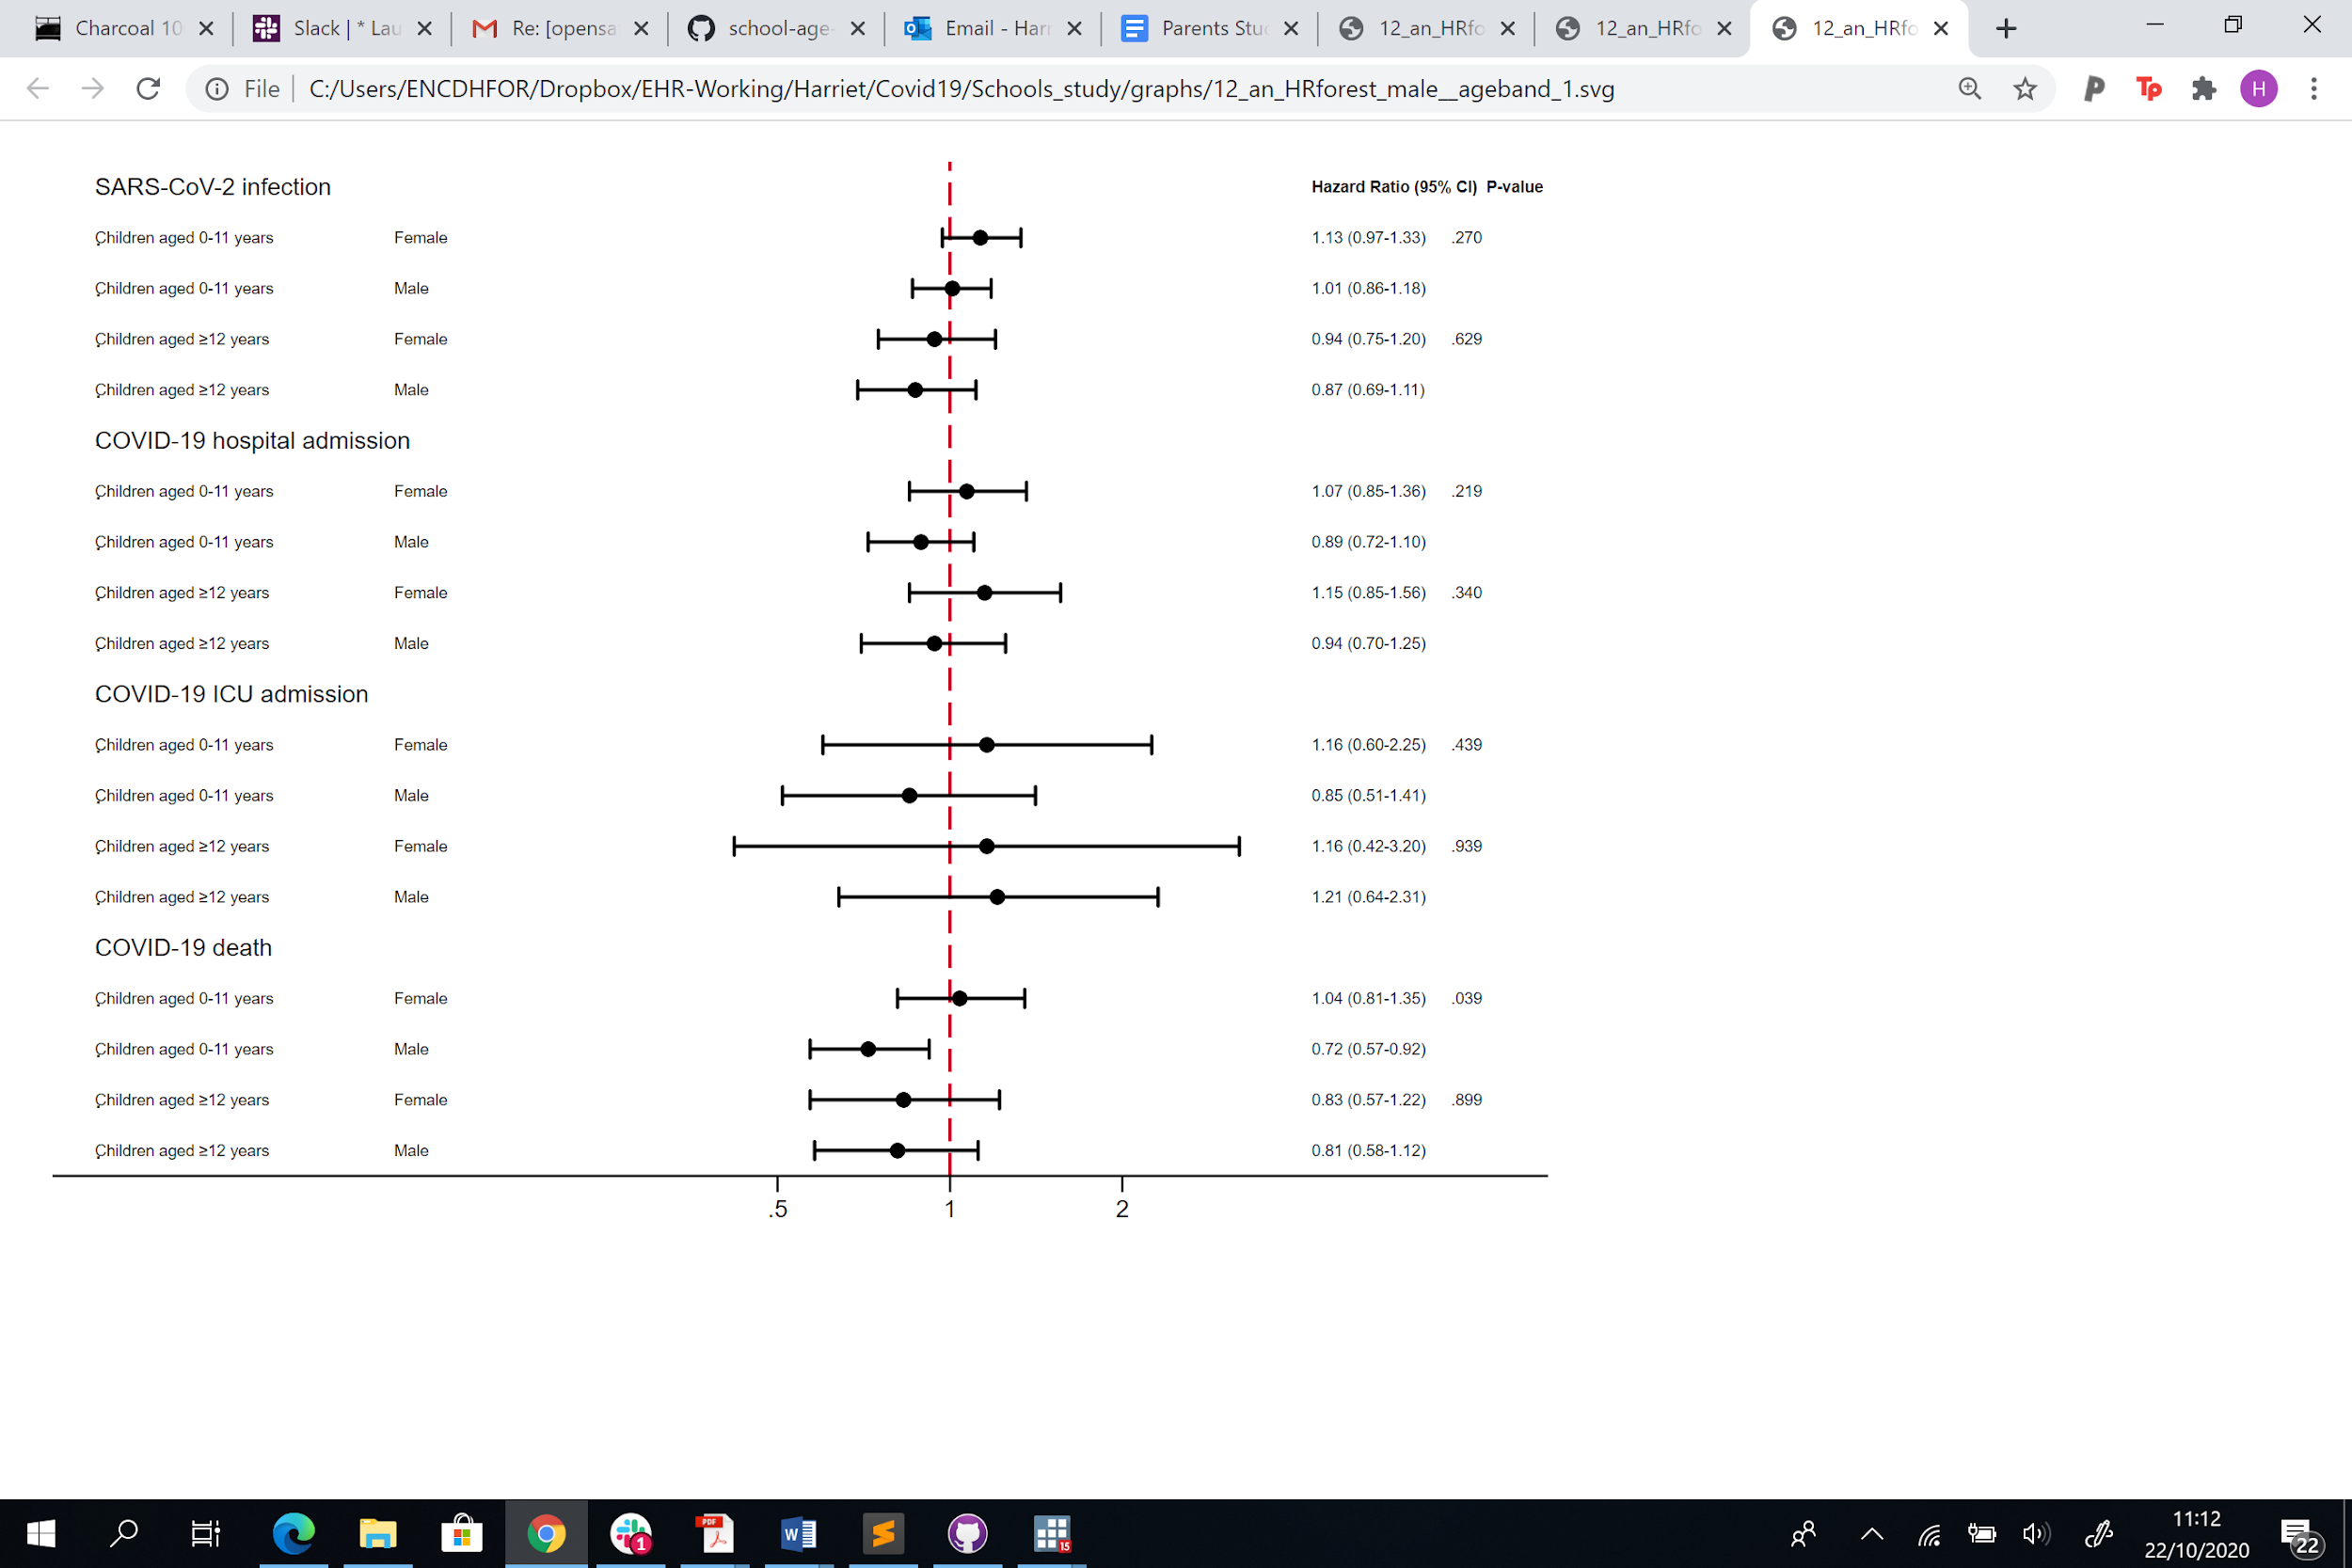 Charcoal 10
Slack | * Lau
Re: [opensa
school-age-
Email - Harr
Parents Stu
12_an_HRfo
12_an_HRfo
12_an_HRfo
File C:/Users/ENCDHFOR/Dropbox/EHR-Working/Harriet/Covid19/Schools_study/graphs/12_an_HRforest_male__ageband_1.svg
P Tp H
SARS-CoV-2 infection Hazard Ratio (95% CI) P-value
Children aged 0-11 years Female 1.13 (0.97-1.33) .270
Children aged 0-11 years Male 1.01 (0.86-1.18)
Children aged ≥12 years Female 0.94 (0.75-1.20) .629
Children aged ≥12 years Male 0.87 (0.69-1.11)
COVID-19 hospital admission
Children aged 0-11 years Female 1.07 (0.85-1.36) .219
Children aged 0-11 years Male 0.89 (0.72-1.10)
Children aged ≥12 years Female 1.15 (0.85-1.56) .340
Children aged ≥12 years Male 0.94 (0.70-1.25)
COVID-19 ICU admission
Children aged 0-11 years Female 1.16 (0.60-2.25) .439
Children aged 0-11 years Male 0.85 (0.51-1.41)
Children aged ≥12 years Female 1.16 (0.42-3.20) .939
Children aged ≥12 years Male 1.21 (0.64-2.31)
COVID-19 death
Children aged 0-11 years Female 1.04 (0.81-1.35) .039
Children aged 0-11 years Male 0.72 (0.57-0.92)
Children aged ≥12 years Female 0.83 (0.57-1.22) .899
Children aged ≥12 years Male 0.81 (0.58-1.12)
.5 1 2
1
PDF
W
15
11:12
22/10/2020
22